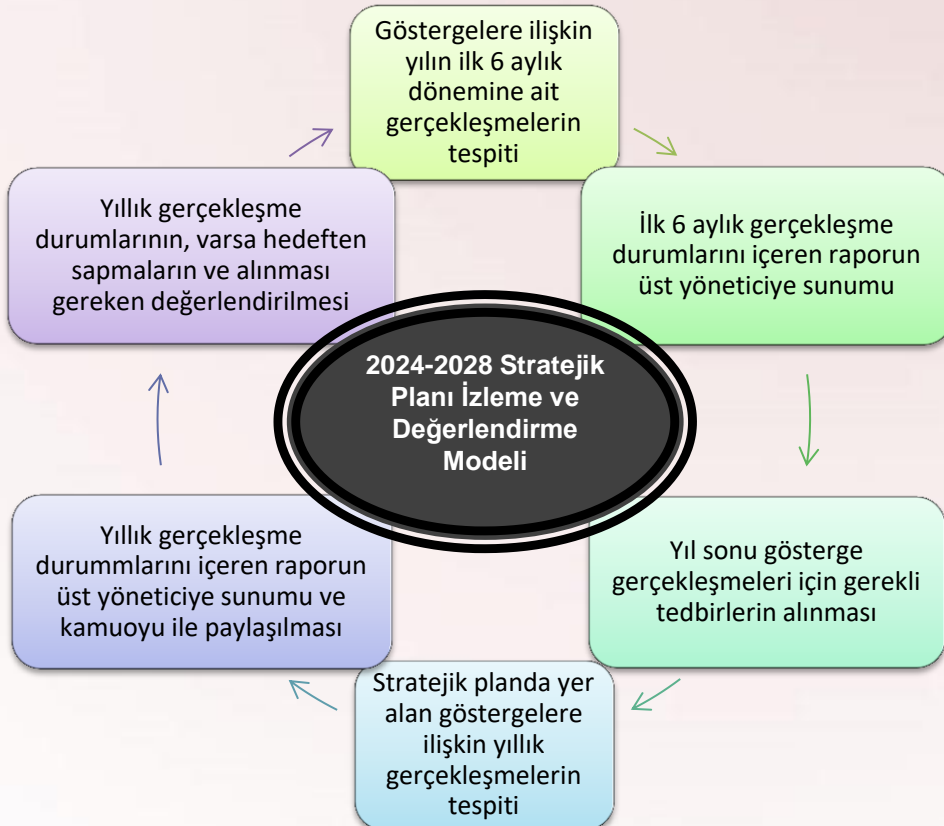 Göstergelere ilişkin
yılın ilk 6 aylık
dönemine ait
gerçekleşmelerin
tespiti
İlk 6 aylık gerçekleşme
durumlarını içeren raporun
üst yöneticiye sunumu
Yıl sonu gösterge
gerçekleşmeleri için gerekli
tedbirlerin alınması
Stratejik planda yer
alan göstergelere
ilişkin yıllık
gerçekleşmelerin
tespiti
Yıllık gerçekleşme
durummlarını içeren raporun
üst yöneticiye sunumu ve
kamuoyu ile paylaşılması
Yıllık gerçekleşme
durumlarının, varsa hedeften
sapmaların ve alınması
gereken değerlendirilmesi
2024-2028 Stratejik
Planı İzleme ve
Değerlendirme
Modeli